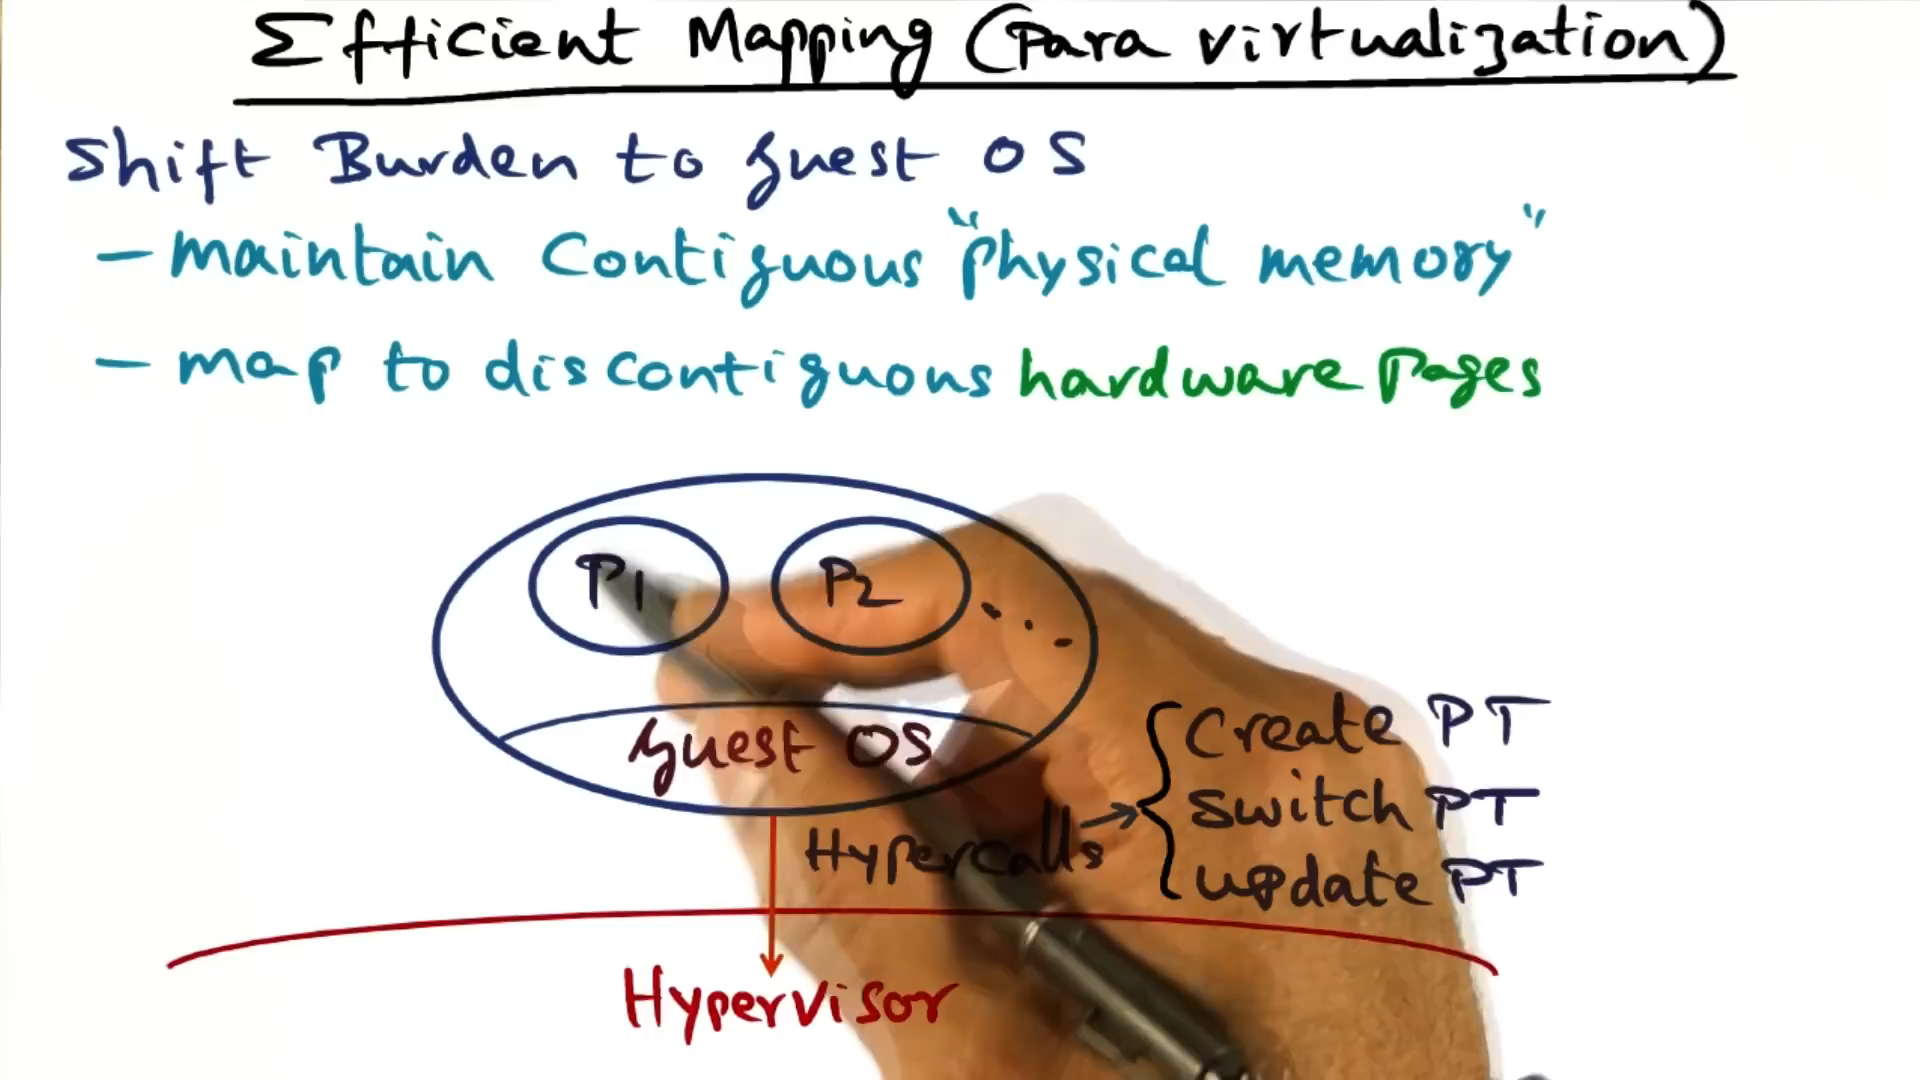 Efficient Mapping (Para virtualization)
Shift Burden to guest OS
- maintain Contiguous "physical memory"
- map to discontiguous hardware pages
P1 P2 ...
guest OS
Hypercalls → { Create PT
switch PT
update PT
Hypervisor